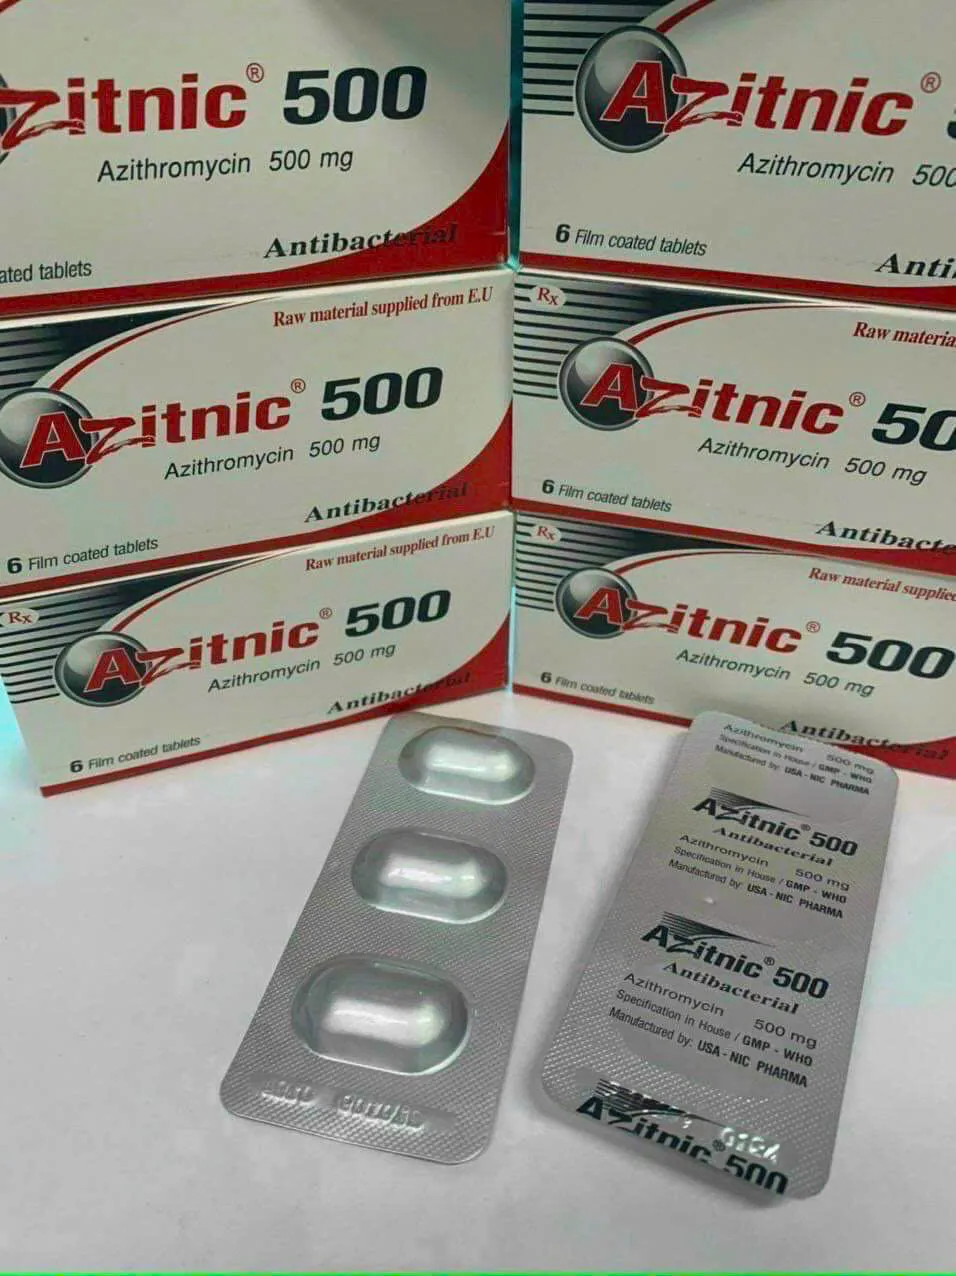 Azitnic® 500
Azithromycin 500 mg
Antibacterial
ated tablets
Azitnic®
Azithromycin 500
6 Film coated tablets
Anti
Raw material supplied from E.U
Azitnic® 500
Azithromycin 500 mg
Antibacterial
6 Film coated tablets
Rx
Raw materia
Azitnic® 50
Azithromycin 500 mg
6 Film coated tablets
Antibacte
Rx
Raw material supplied from E.U
Azitnic® 500
Azithromycin 500 mg
Antibacterial
6 Film coated tablets
Rx
Raw material supplied
Azitnic® 500
Azithromycin 500 mg
6 Film coated tablets
Antibacterial
Azithromycin 500 mg
Specification in House / GMP - WHO
Manufactured by: USA - NIC PHARMA
Azitnic® 500
Antibacterial
Azithromycin 500 mg
Specification in House / GMP - WHO
Manufactured by: USA - NIC PHARMA
Azitnic® 500
Antibacterial
Azithromycin 500 mg
Specification in House / GMP - WHO
Manufactured by: USA - NIC PHARMA
Azitnic® 500